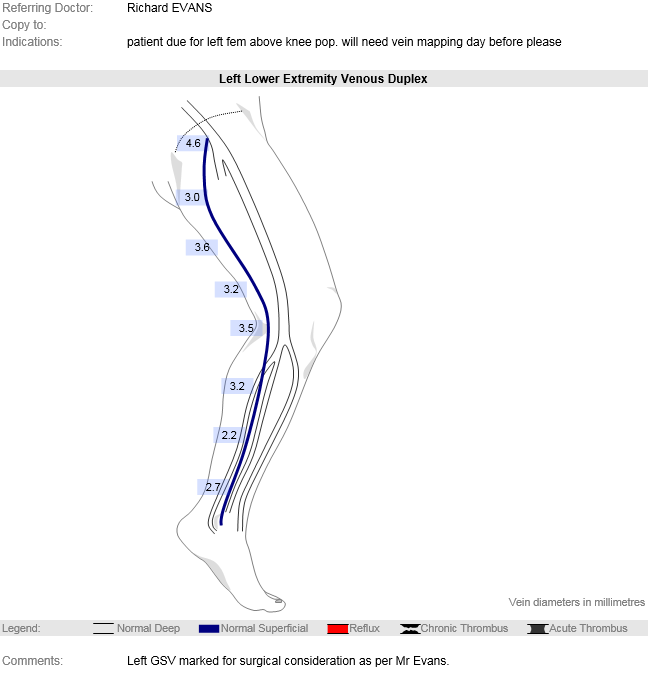 Referring Doctor: Richard EVANS
Copy to:
Indications: patient due for left fem above knee pop. will need vein mapping day before please
Left Lower Extremity Venous Duplex
4.6
3.0
3.6
3.2
3.5
3.2
2.2
2.7
Vein diameters in millimetres
Legend: Normal Deep Normal Superficial Reflux Chronic Thrombus Acute Thrombus
Comments: Left GSV marked for surgical consideration as per Mr Evans.